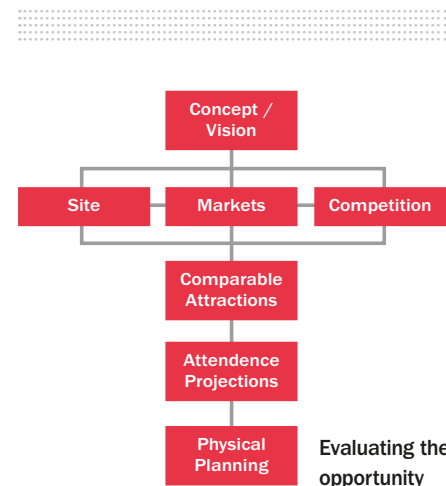 Concept /
Vision
Site
Markets
Competition
Comparable
Attractions
Attendence
Projections
Physical
Planning
Evaluating the
opportunity